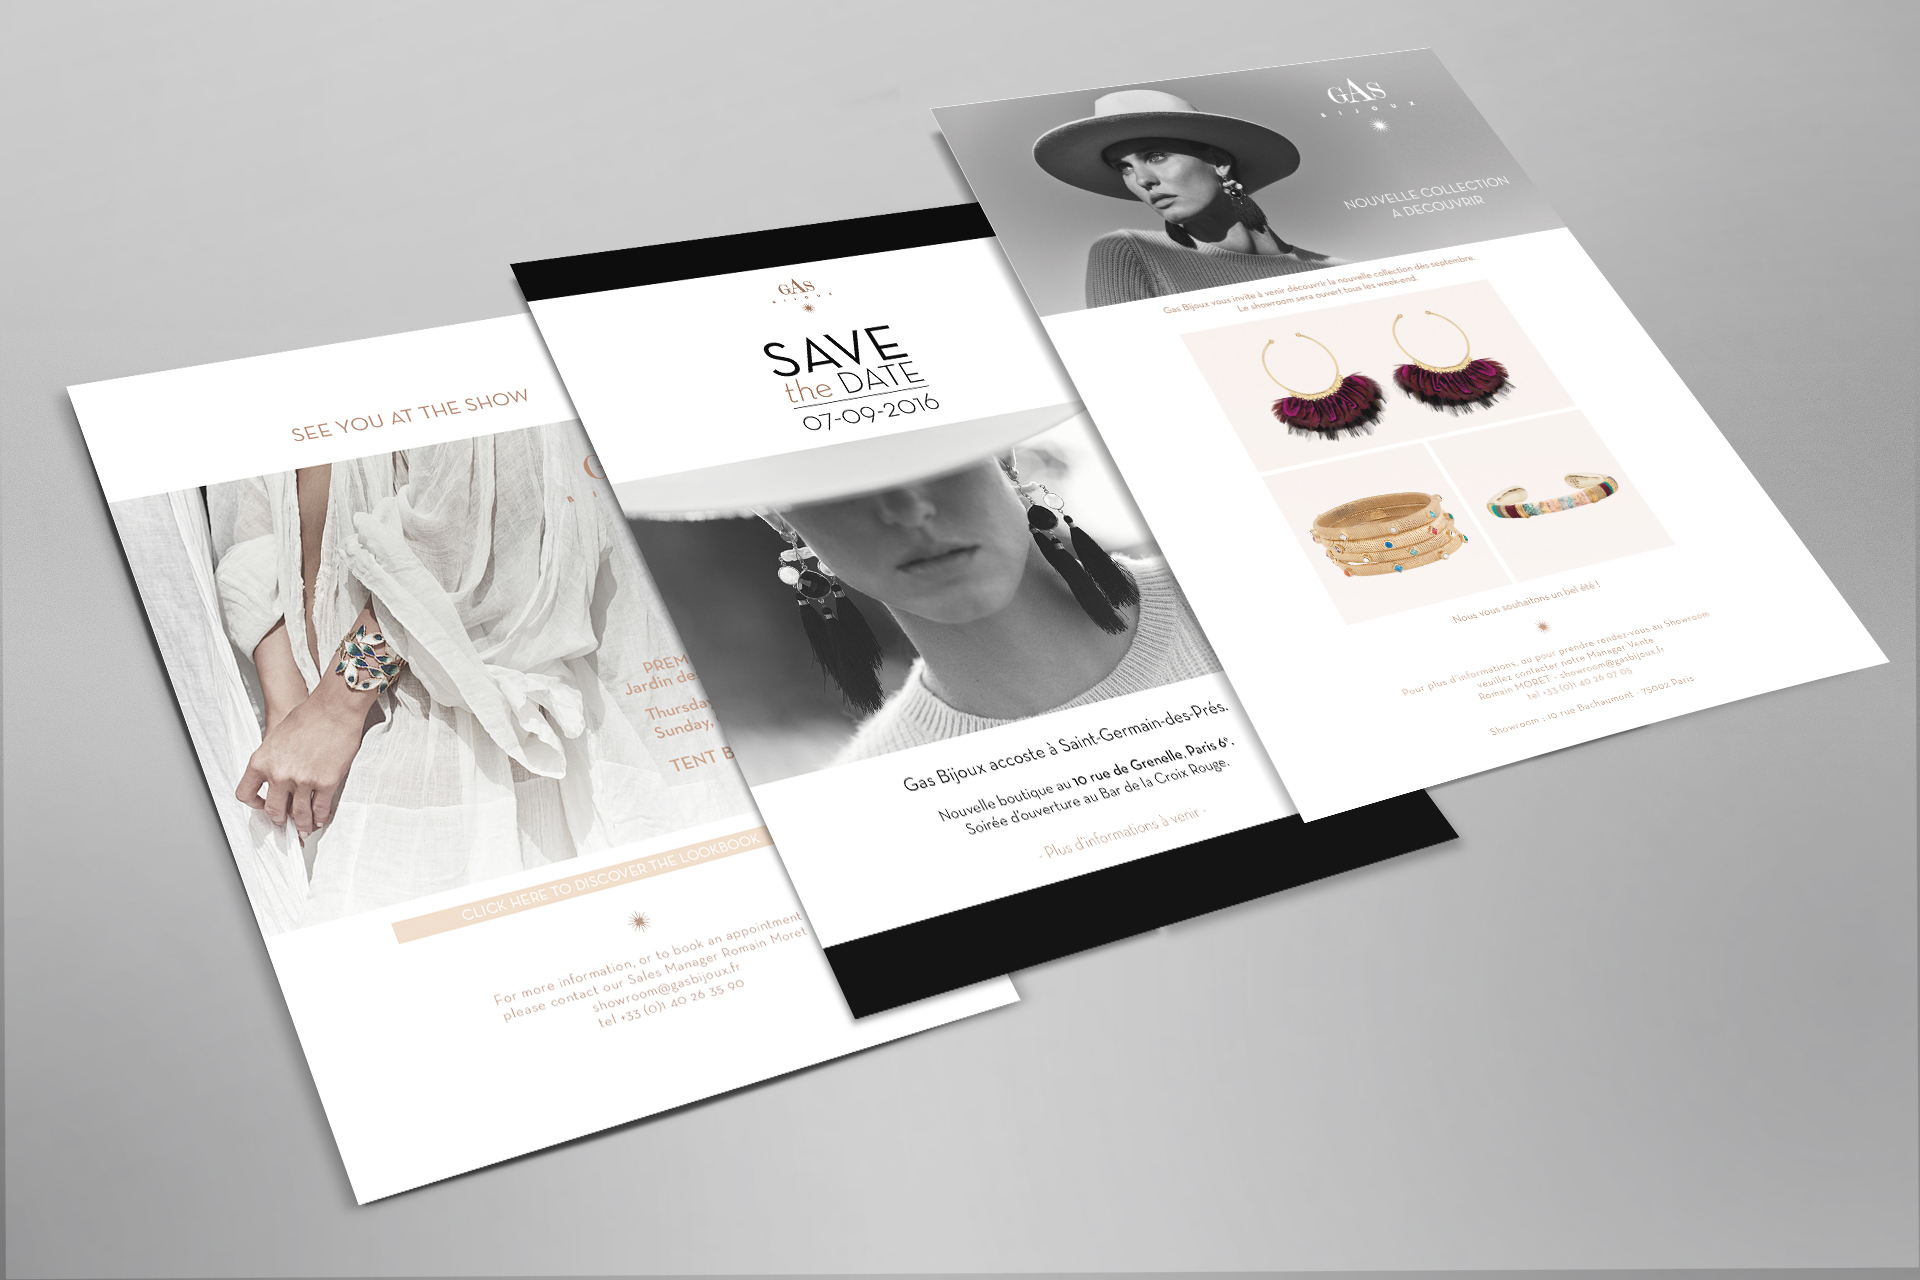 SEE YOU AT THE SHOW
G
B I
PREM
Jardin de
Thursday
Sunday,
TENT B
CLICK HERE TO DISCOVER THE LOOKBOOK
For more information, or to book an appointment
please contact our Sales Manager Romain Moret
showroom@gasbijoux.fr
tel +33 (0)1 40 26 35 90
GAS
BIJOUX
SAVE
the DATE
07-09-2016
Gas Bijoux accoste à Saint-Germain-des-Prés.
Nouvelle boutique au 10 rue de Grenelle, Paris 6e.
Soirée d'ouverture au Bar de la Croix Rouge.
- Plus d'informations à venir -
GAS
BIJOUX
NOUVELLE COLLECTION
A DECOUVRIR
Gas Bijoux vous invite à venir découvrir la nouvelle collection dès septembre.
Le showroom sera ouvert tous les week-end.
Nous vous souhaitons un bel été !
Pour plus d'informations, ou pour prendre rendez-vous au Showroom
veuillez contacter notre Manager Vente
Romain MORET - showroom@gasbijoux.fr
tel +33 (0)1 40 26 07 05
Showroom : 10 rue Bachaumont - 75002 Paris